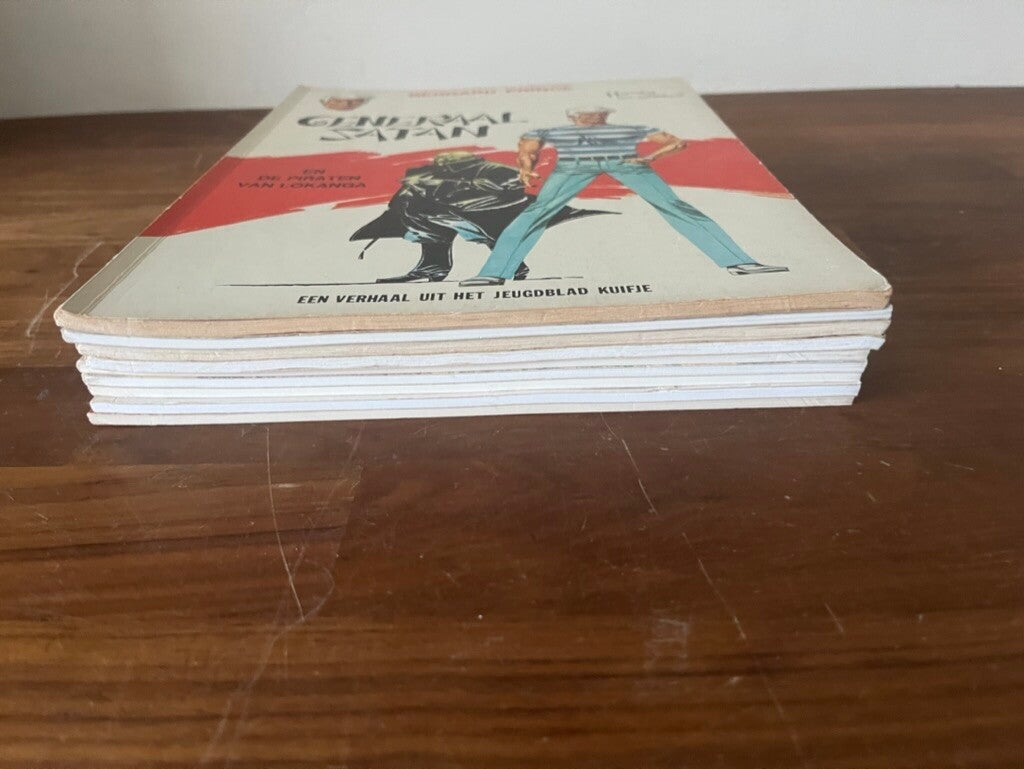 GENERAAL
SATAN
EN
DE PIRATEN
VAN LOKANGA
EEN VERHAAL UIT HET JEUGDBLAD KUIFJE